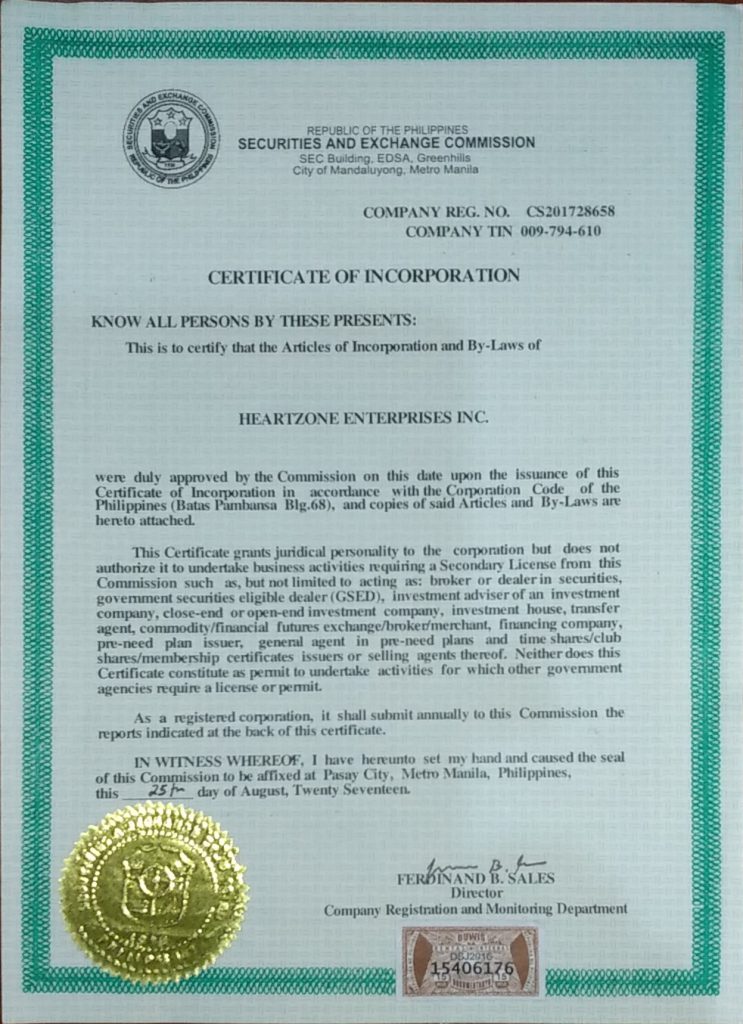 SECURITIES AND EXCHANGE COMMISSION
REPUBLIC OF THE PHILIPPINES
REPUBLIC OF THE PHILIPPINES
SECURITIES AND EXCHANGE COMMISSION
SEC Building, EDSA, Greenhills
City of Mandaluyong, Metro Manila
COMPANY REG. NO. CS201728658
COMPANY TIN 009-794-610
CERTIFICATE OF INCORPORATION
KNOW ALL PERSONS BY THESE PRESENTS:
This is to certify that the Articles of Incorporation and By-Laws of
HEARTZONE ENTERPRISES INC.
were duly approved by the Commission on this date upon the issuance of this
Certificate of Incorporation in accordance with the Corporation Code of the
Philippines (Batas Pambansa Blg.68), and copies of said Articles and By-Laws are
hereto attached.
This Certificate grants juridical personality to the corporation but does not
authorize it to undertake business activities requiring a Secondary License from this
Commission such as, but not limited to acting as: broker or dealer in securities,
government securities eligible dealer (GSED), investment adviser of an investment
company, close-end or open-end investment company, investment house, transfer
agent, commodity/financial futures exchange/broker/merchant, financing company,
pre-need plan issuer, general agent in pre-need plans and time shares/club
shares/membership certificates issuers or selling agents thereof. Neither does this
Certificate constitute as permit to undertake activities for which other government
agencies require a license or permit.
As a registered corporation, it shall submit annually to this Commission the
reports indicated at the back of this certificate.
IN WITNESS WHEREOF, I have hereunto set my hand and caused the seal
of this Commission to be affixed at Pasay City, Metro Manila, Philippines,
this 25th day of August, Twenty Seventeen.
FERDINAND B. SALES
Director
Company Registration and Monitoring Department
DBJ2016
15406176